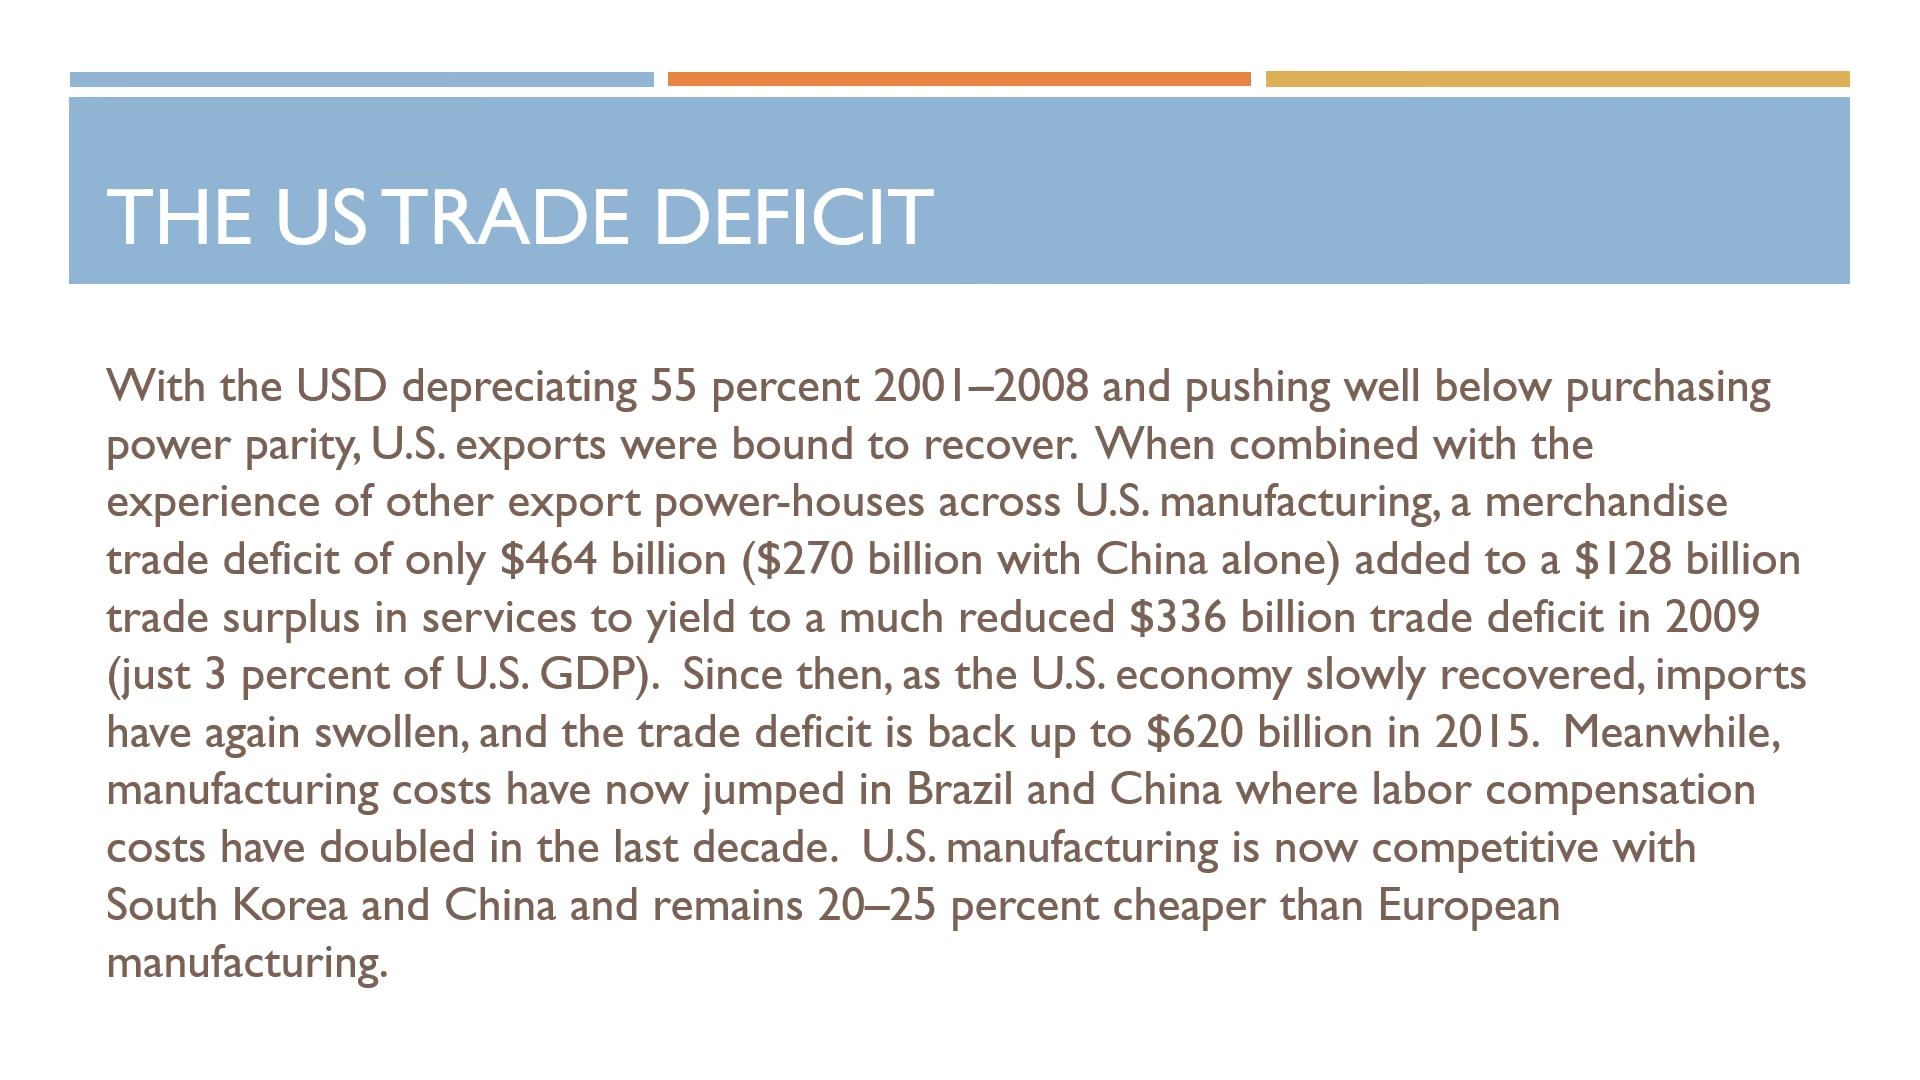 THE US TRADE DEFICIT
With the USD depreciating 55 percent 2001–2008 and pushing well below purchasing
power parity, U.S. exports were bound to recover.  When combined with the
experience of other export power-houses across U.S. manufacturing, a merchandise
trade deficit of only $464 billion ($270 billion with China alone) added to a $128 billion
trade surplus in services to yield to a much reduced $336 billion trade deficit in 2009
(just 3 percent of U.S. GDP).  Since then, as the U.S. economy slowly recovered, imports
have again swollen, and the trade deficit is back up to $620 billion in 2015.  Meanwhile,
manufacturing costs have now jumped in Brazil and China where labor compensation
costs have doubled in the last decade.  U.S. manufacturing is now competitive with
South Korea and China and remains 20–25 percent cheaper than European
manufacturing.